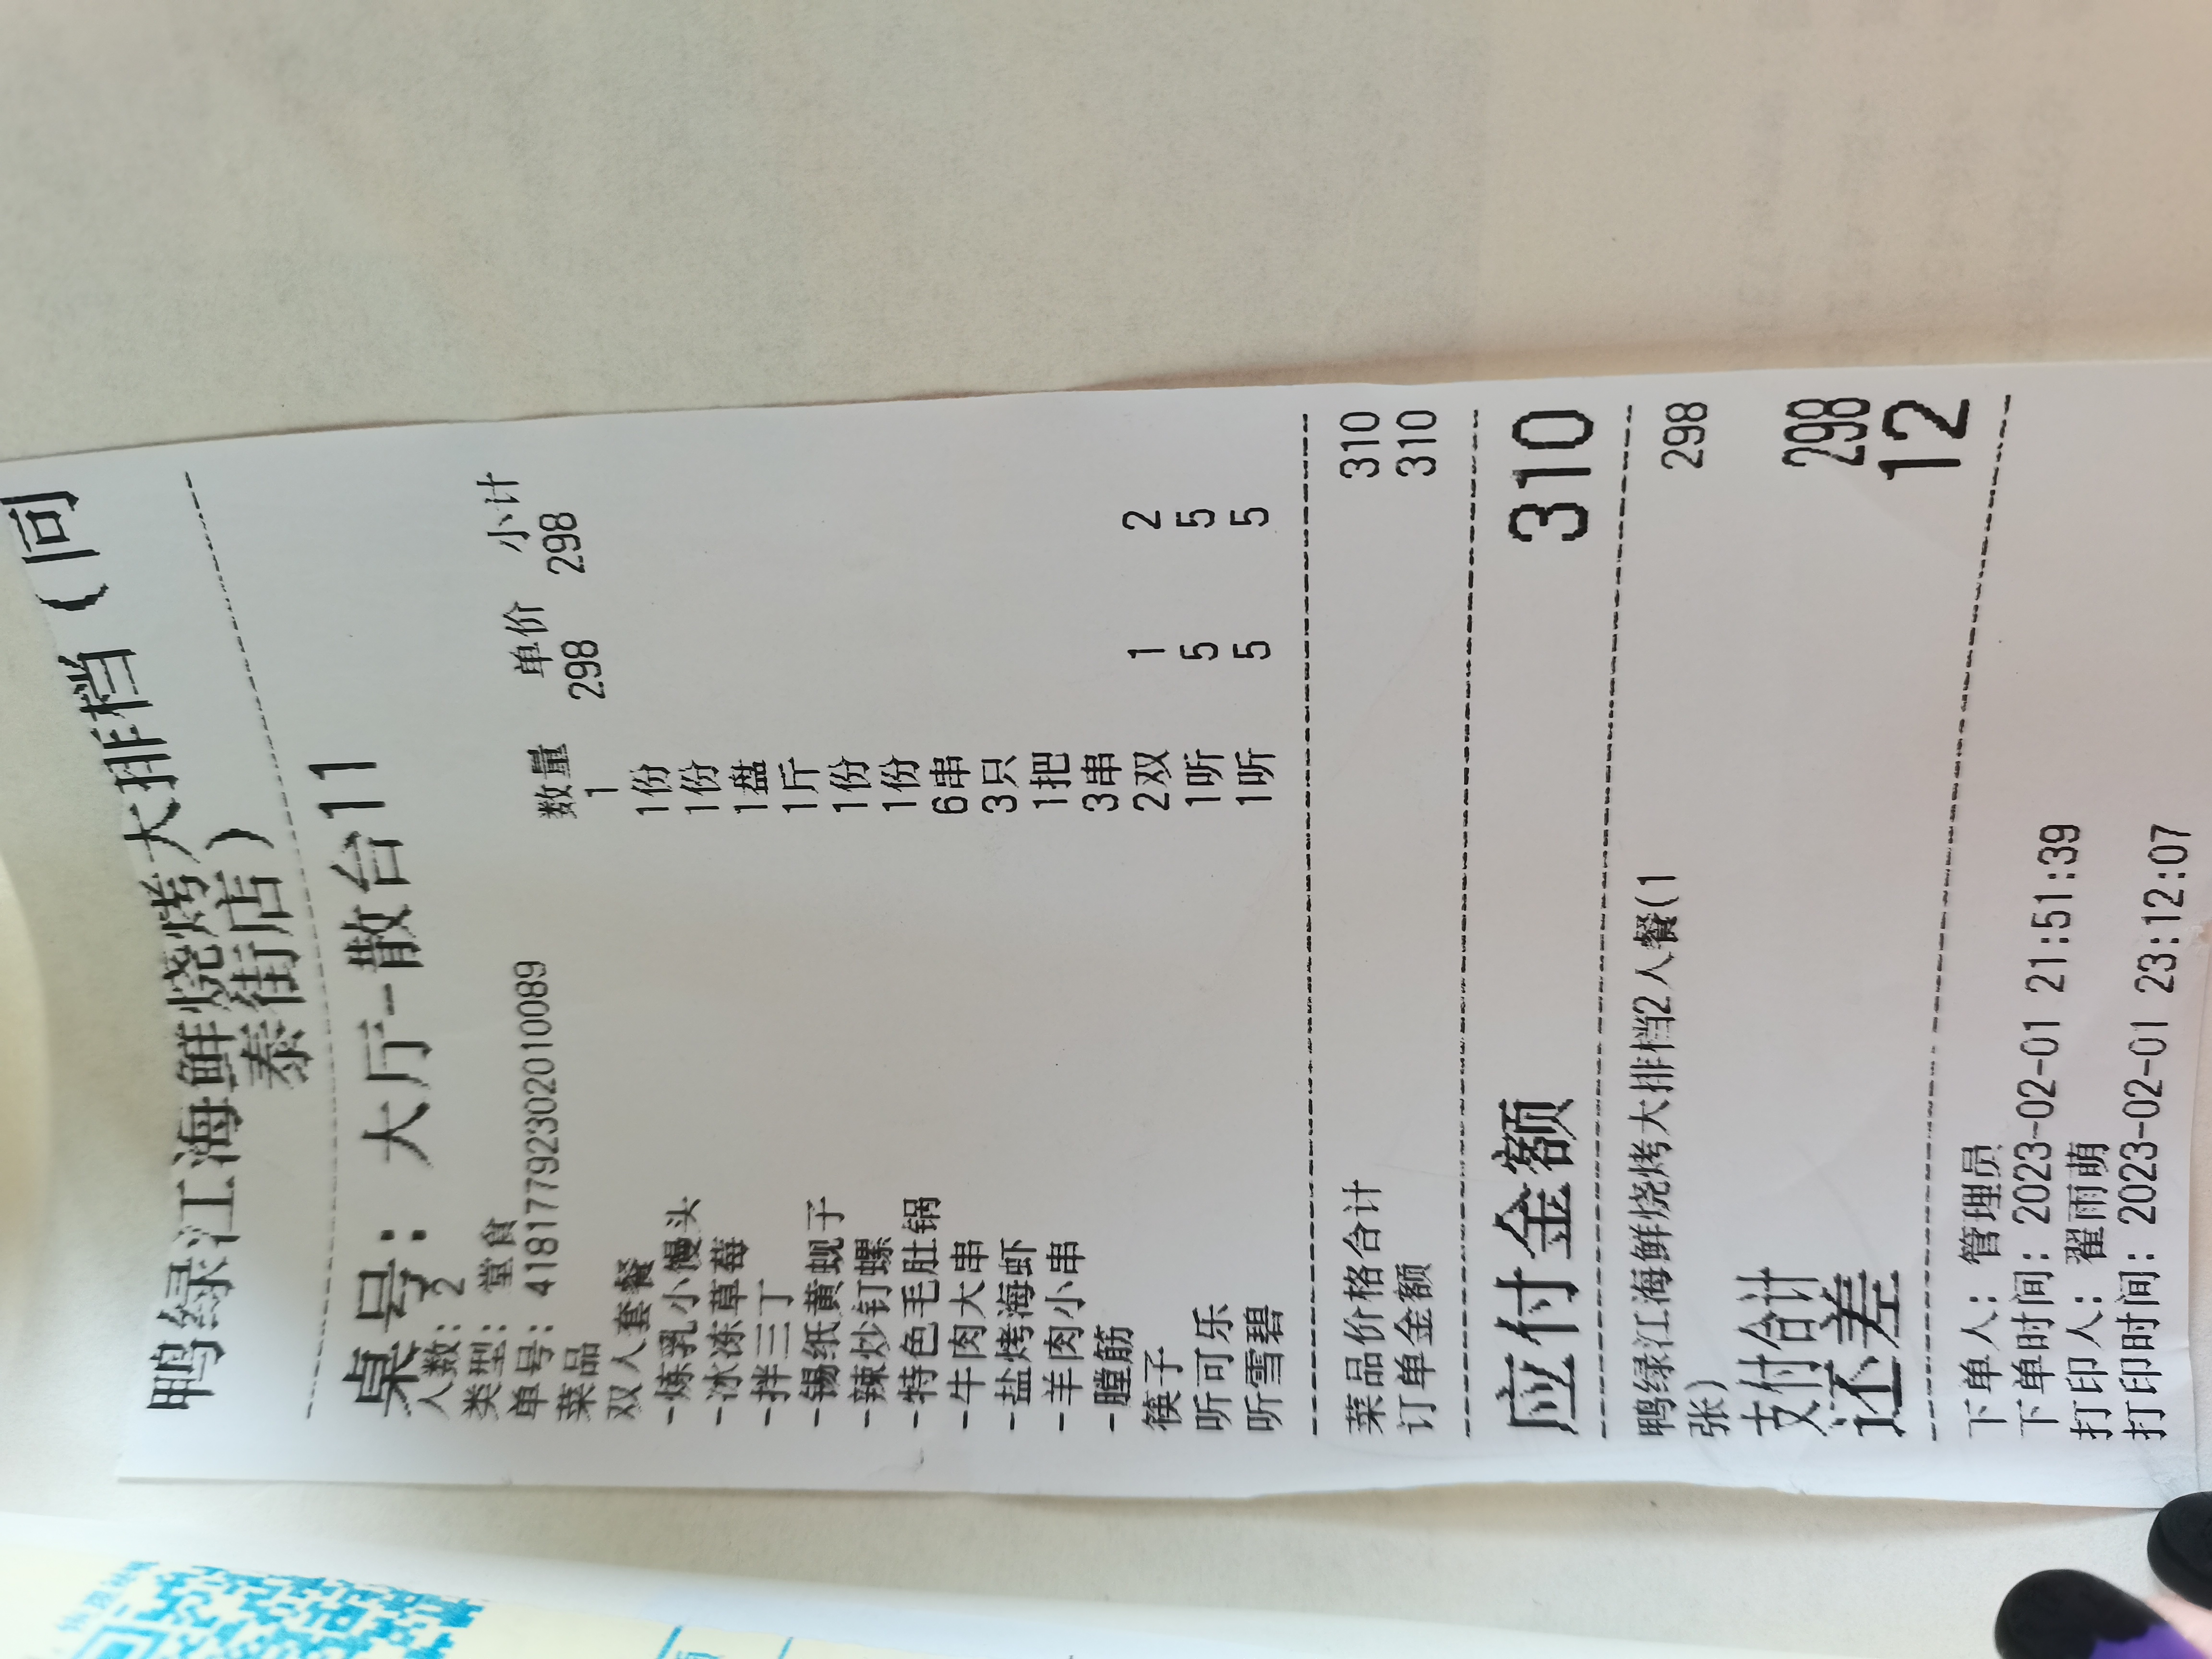 鸭绿江海鲜烧烤大排档（同
泰街店）
桌号：大厅-散台11
人数：2
类型：堂食
单号：41817792302010089
菜品 数量 单价 小计
双人套餐 1 298 298
-炼乳小馒头 1份
-冰冻草莓 1份
-拌三丁 1盘
-锡纸黄蚬子 1斤
-辣炒钉螺 1份
-特色毛肚锅 1份
-牛肉大串 6串
-盐烤海虾 3只
-羊肉小串 1把
-膛筋 3串
筷子 2双 1 2
听可乐 1听 5 5
听雪碧 1听 5 5
菜品价格合计 310
订单金额 310
应付金额 310
鸭绿江海鲜烧烤大排档2人餐(1 298
张)
支付合计 298
还差 12
下单人：管理员
下单时间：2023-02-01 21:51:39
打印人：翟雨萌
打印时间：2023-02-01 23:12:07